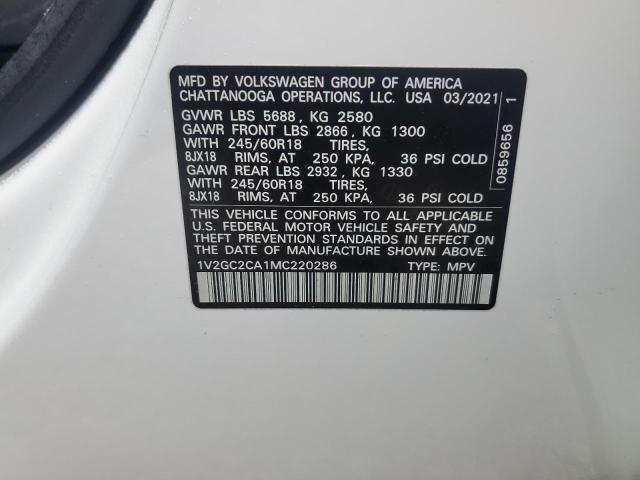 MFD BY VOLKSWAGEN GROUP OF AMERICA
CHATTANOOGA OPERATIONS, LLC. USA 03/2021
GVWR LBS 5688, KG 2580
GAWR FRONT LBS 2866, KG 1300
WITH 245/60R18 TIRES,
8JX18 RIMS, AT 250 KPA, 36 PSI COLD
GAWR REAR LBS 2932, KG 1330
WITH 245/60R18 TIRES,
8JX18 RIMS, AT 250 KPA, 36 PSI COLD
THIS VEHICLE CONFORMS TO ALL APPLICABLE
U.S. FEDERAL MOTOR VEHICLE SAFETY AND
THEFT PREVENTION STANDARDS IN EFFECT ON
THE DATE OF MANUFACTURE SHOWN ABOVE.
1V2GC2CA1MC220286 TYPE: MPV
0859656 1